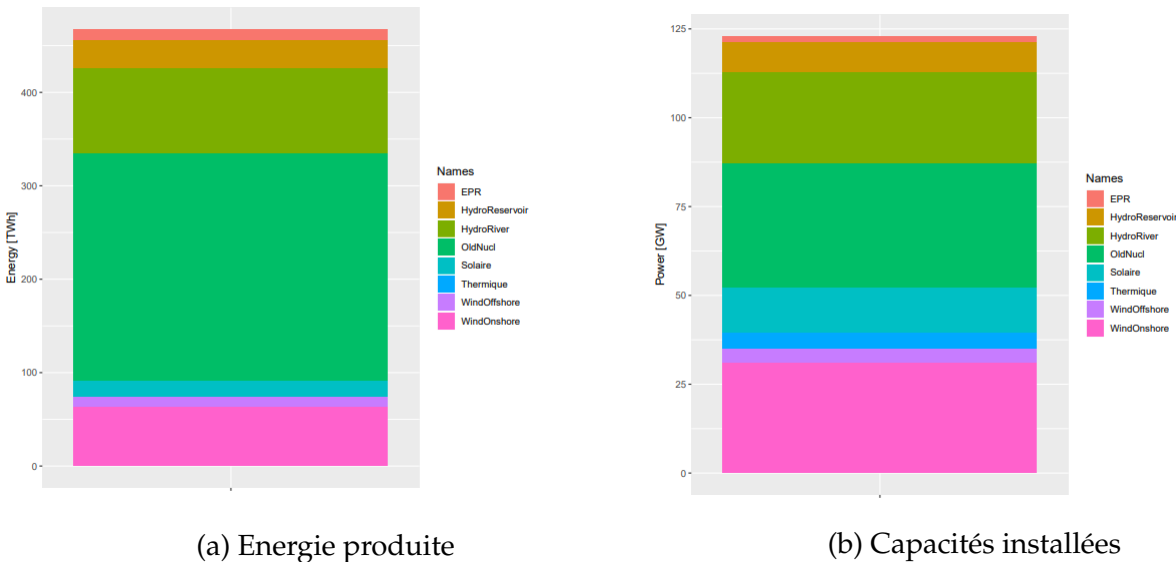 400
300
200
100
0
Energy [TWh]
Names
EPR
HydroReservoir
HydroRiver
OldNucl
Solaire
Thermique
WindOffshore
WindOnshore
(a) Energie produite
125
100
75
50
25
0
Power [GW]
Names
EPR
HydroReservoir
HydroRiver
OldNucl
Solaire
Thermique
WindOffshore
WindOnshore
(b) Capacités installées